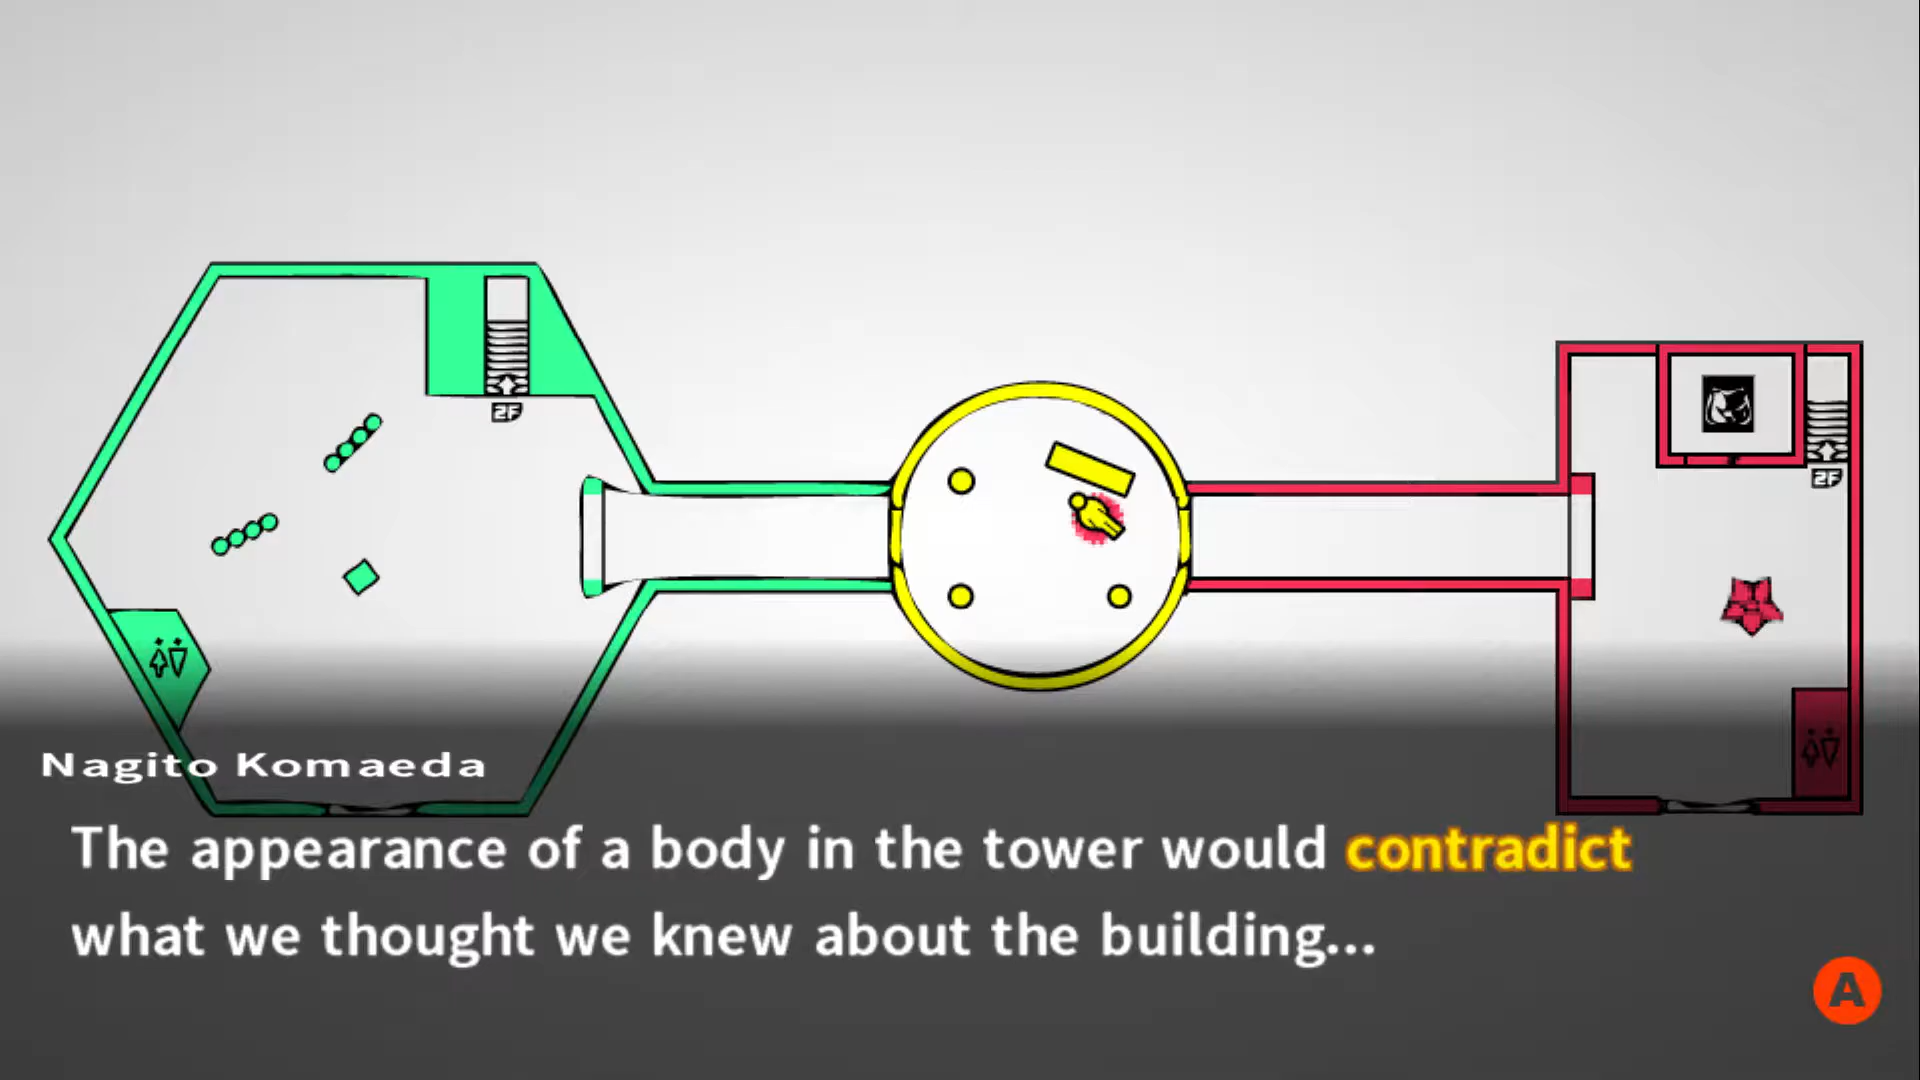 2F
2F
Nagito Komaeda
The appearance of a body in the tower would contradict
what we thought we knew about the building...
A